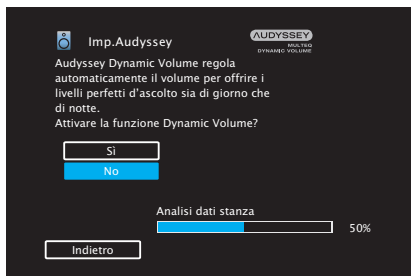 Imp.Audyssey
AUDYSSEY
MULTEQ
DYNAMIC VOLUME
Audyssey Dynamic Volume regola
automaticamente il volume per offrire i
livelli perfetti d'ascolto sia di giorno che
di notte.
Attivare la funzione Dynamic Volume?
Sì
No
Analisi dati stanza
50%
Indietro